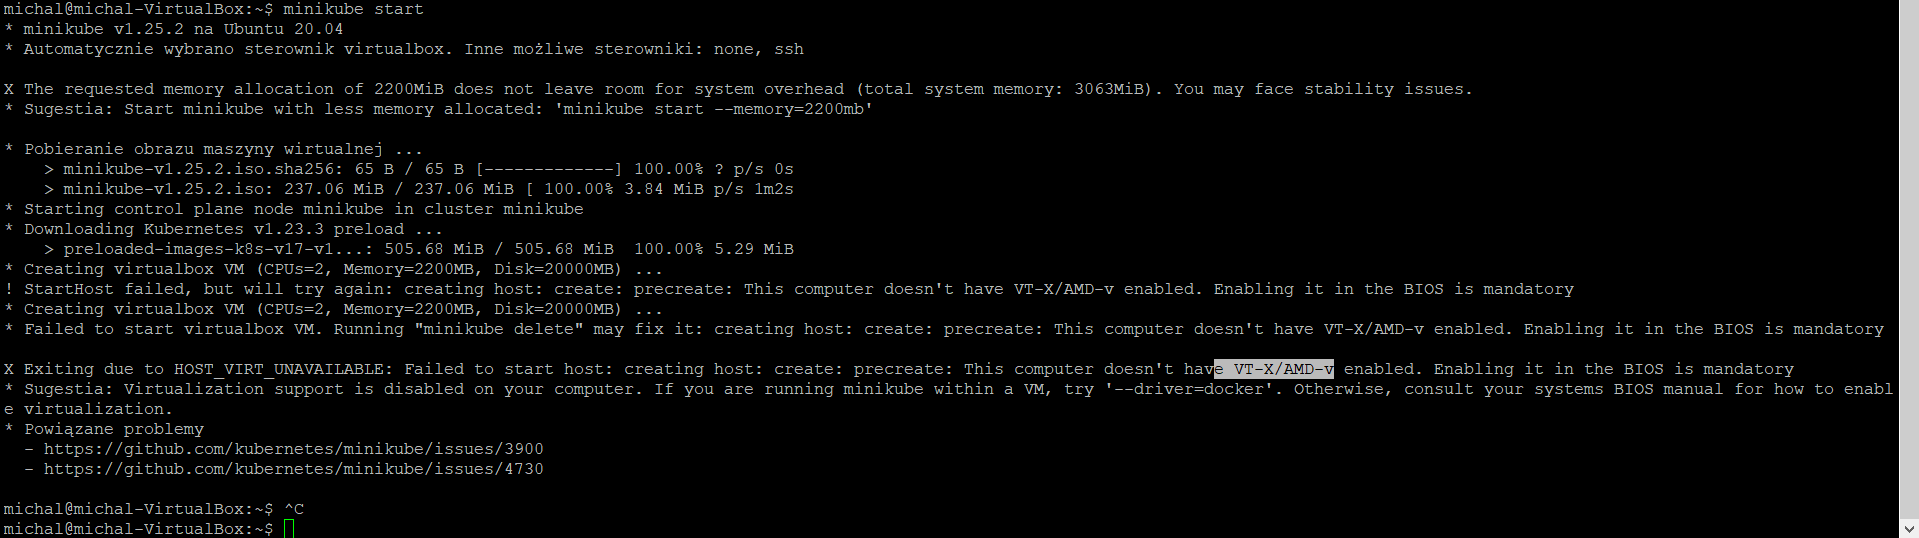 michal@michal-VirtualBox:~$ minikube start
* minikube v1.25.2 na Ubuntu 20.04
* Automatycznie wybrano sterownik virtualbox. Inne możliwe sterowniki: none, ssh
X The requested memory allocation of 2200MiB does not leave room for system overhead (total system memory: 3063MiB). You may face stability issues.
* Sugestia: Start minikube with less memory allocated: 'minikube start --memory=2200mb'
* Pobieranie obrazu maszyny wirtualnej ...
> minikube-v1.25.2.iso.sha256: 65 B / 65 B [-------------] 100.00% ? p/s 0s
> minikube-v1.25.2.iso: 237.06 MiB / 237.06 MiB [ 100.00% 3.84 MiB p/s 1m2s
* Starting control plane node minikube in cluster minikube
* Downloading Kubernetes v1.23.3 preload ...
> preloaded-images-k8s-v17-v1...: 505.68 MiB / 505.68 MiB  100.00% 5.29 MiB
* Creating virtualbox VM (CPUs=2, Memory=2200MB, Disk=20000MB) ...
! StartHost failed, but will try again: creating host: create: precreate: This computer doesn't have VT-X/AMD-v enabled. Enabling it in the BIOS is mandatory
* Creating virtualbox VM (CPUs=2, Memory=2200MB, Disk=20000MB) ...
* Failed to start virtualbox VM. Running "minikube delete" may fix it: creating host: create: precreate: This computer doesn't have VT-X/AMD-v enabled. Enabling it in the BIOS is mandatory
X Exiting due to HOST_VIRT_UNAVAILABLE: Failed to start host: creating host: create: precreate: This computer doesn't have VT-X/AMD-v enabled. Enabling it in the BIOS is mandatory
* Sugestia: Virtualization support is disabled on your computer. If you are running minikube within a VM, try '--driver=docker'. Otherwise, consult your systems BIOS manual for how to enabl
e virtualization.
* Powiązane problemy
- https://github.com/kubernetes/minikube/issues/3900
- https://github.com/kubernetes/minikube/issues/4730
michal@michal-VirtualBox:~$ ^C
michal@michal-VirtualBox:~$